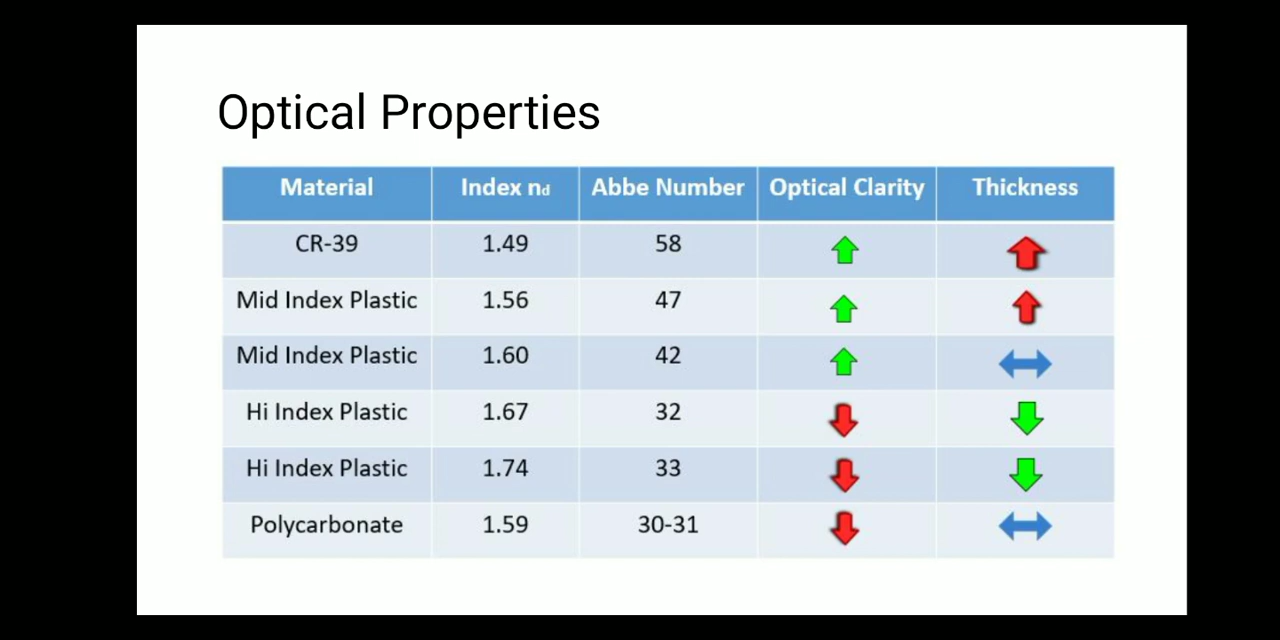 Optical Properties
Material Index nd Abbe Number Optical Clarity Thickness
CR-39 1.49 58
Mid Index Plastic 1.56 47
Mid Index Plastic 1.60 42
Hi Index Plastic 1.67 32
Hi Index Plastic 1.74 33
Polycarbonate 1.59 30-31